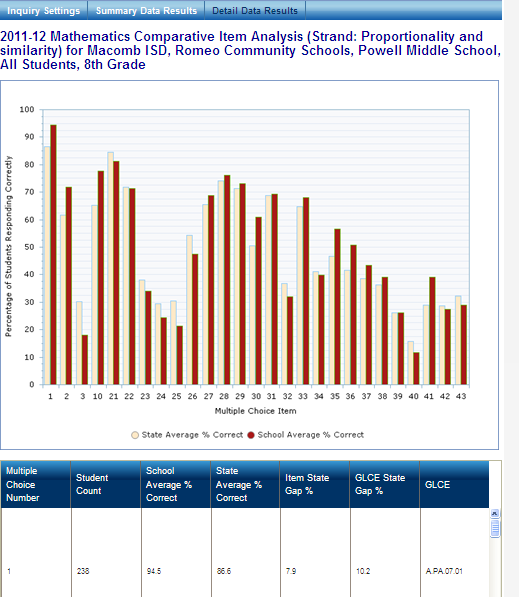 Inquiry Settings Summary Data Results Detail Data Results
2011-12 Mathematics Comparative Item Analysis (Strand: Proportionality and
similarity) for Macomb ISD, Romeo Community Schools, Powell Middle School,
All Students, 8th Grade
Percentage of Students Responding Correctly
100
90
80
70
60
50
40
30
20
10
0
1 2 3 10 21 22 23 24 25 26 27 28 29 30 31 32 33 34 35 36 37 38 39 40 41 42 43
Multiple Choice Item
State Average % Correct School Average % Correct
Multiple Choice Number Student Count School Average % Correct State Average % Correct Item State Gap % GLCE State Gap % GLCE
1 238 94.5 86.6 7.9 10.2 A.PA.07.01